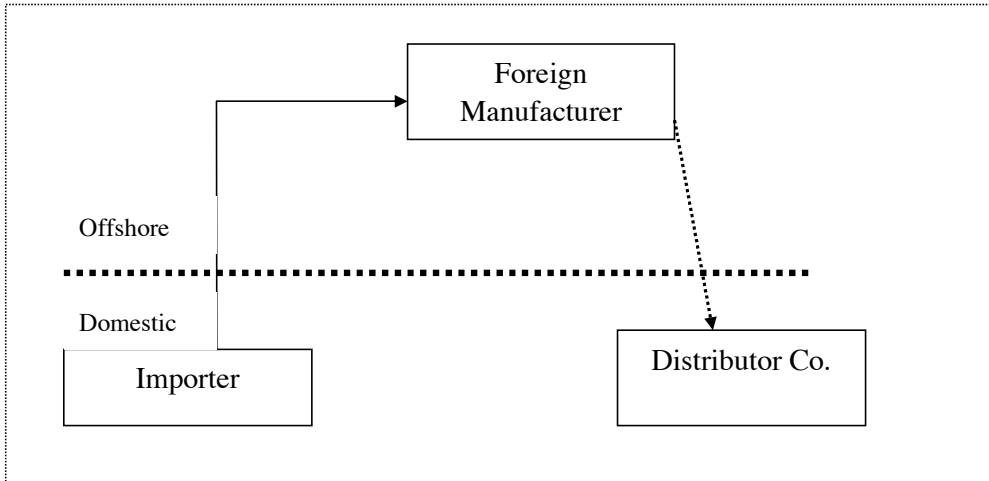 Foreign
Manufacturer
Offshore
Domestic
Importer
Distributor Co.